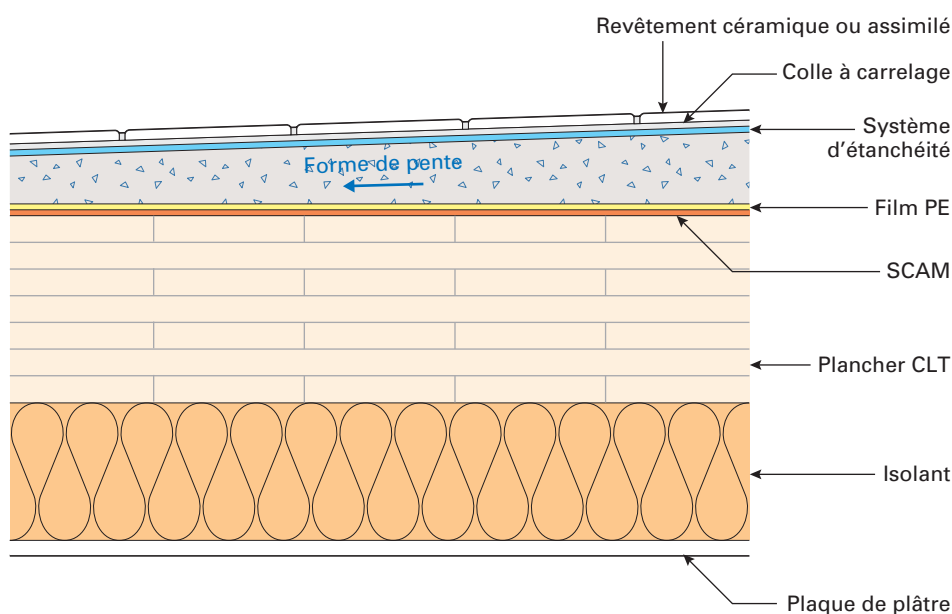 Revêtement céramique ou assimilé
Colle à carrelage
Système
d'étanchéité
Forme de pente
Film PE
SCAM
Plancher CLT
Isolant
Plaque de plâtre